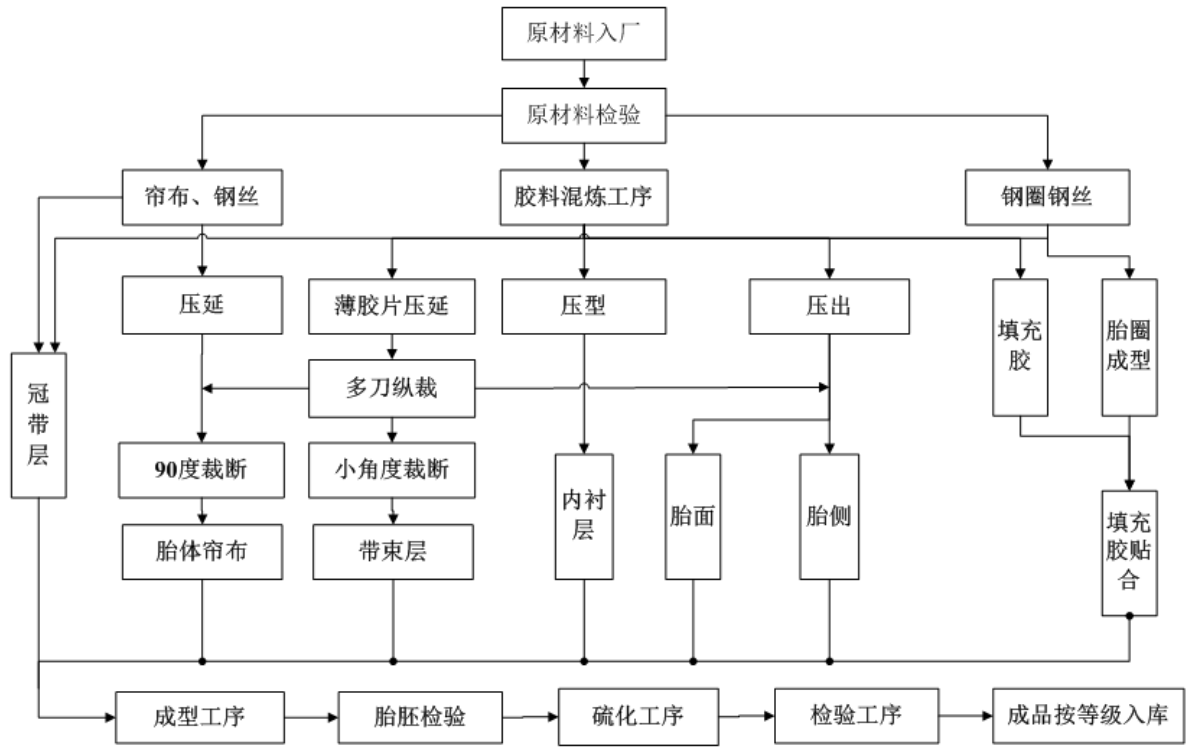 原材料入厂
原材料检验
帘布、钢丝
胶料混炼工序
钢圈钢丝
压延
薄胶片压延
压型
压出
填充
胶
胎圈
成型
冠
带
层
多刀纵裁
90度裁断
小角度裁断
内衬
层
胎面
胎侧
填充
胶贴
合
胎体帘布
带束层
成型工序
胎胚检验
硫化工序
检验工序
成品按等级入库